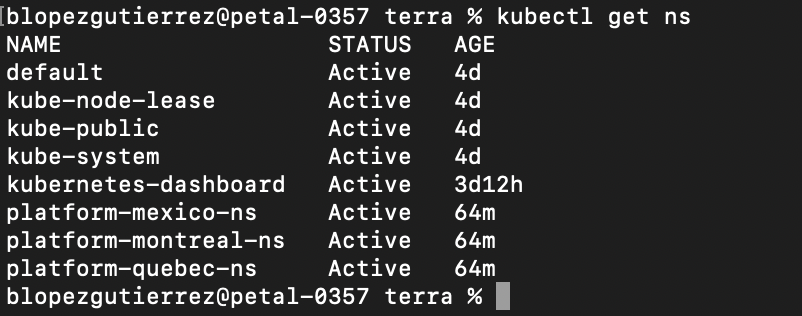 blopezgutierrez@petal-0357 terra % kubectl get ns
NAME STATUS AGE
default Active 4d
kube-node-lease Active 4d
kube-public Active 4d
kube-system Active 4d
kubernetes-dashboard Active 3d12h
platform-mexico-ns Active 64m
platform-montreal-ns Active 64m
platform-quebec-ns Active 64m
blopezgutierrez@petal-0357 terra %